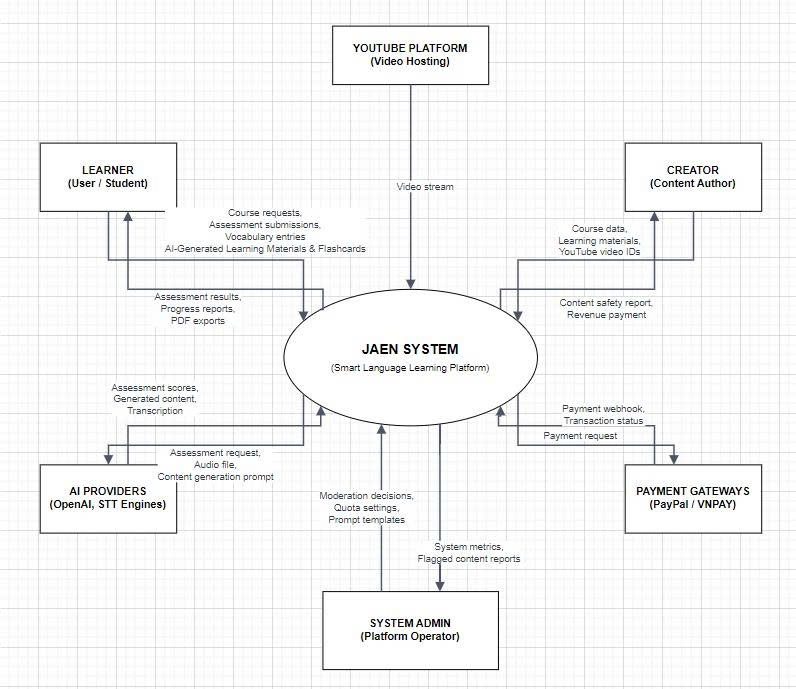 YOUTUBE PLATFORM
(Video Hosting)
LEARNER
(User / Student)
CREATOR
(Content Author)
Video stream
Course requests,
Assessment submissions,
Vocabulary entries
AI-Generated Learning Materials & Flashcards
Course data,
Learning materials,
YouTube video IDs
Assessment results,
Progress reports,
PDF exports
Content safety report,
Revenue payment
JAEN SYSTEM
(Smart Language Learning Platform)
Assessment scores,
Generated content,
Transcription
Payment webhook,
Transaction status
Payment request
Assessment request,
Audio file,
Content generation prompt
AI PROVIDERS
(OpenAI, STT Engines)
PAYMENT GATEWAYS
(PayPal / VNPAY)
Moderation decisions,
Quota settings,
Prompt templates
System metrics,
Flagged content reports
SYSTEM ADMIN
(Platform Operator)